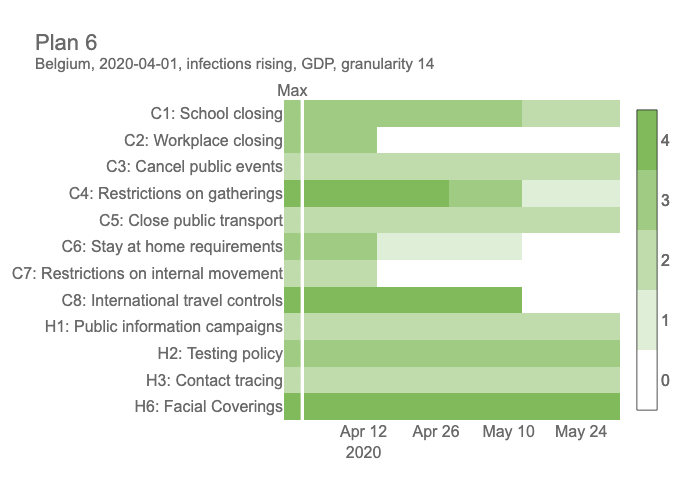 Plan 6
Belgium, 2020-04-01, infections rising, GDP, granularity 14
Max
C1: School closing
C2: Workplace closing
C3: Cancel public events
C4: Restrictions on gatherings
C5: Close public transport
C6: Stay at home requirements
C7: Restrictions on internal movement
C8: International travel controls
H1: Public information campaigns
H2: Testing policy
H3: Contact tracing
H6: Facial Coverings
Apr 12 Apr 26 May 10 May 24
2020
4
3
2
1
0